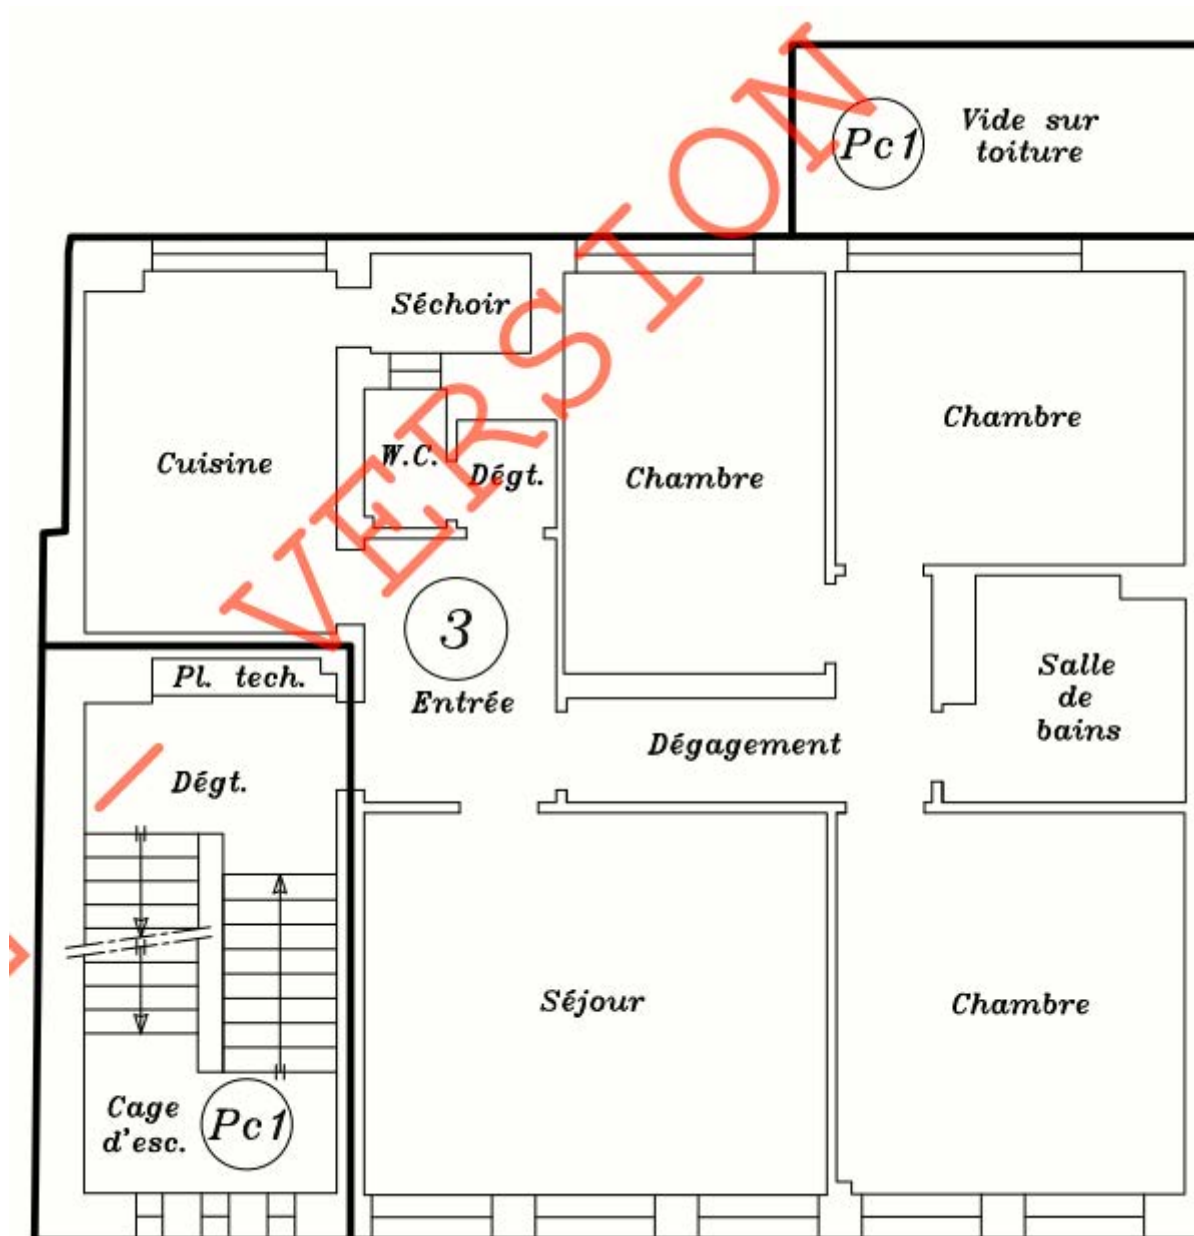 Pc1
Vide sur
toiture
VERSION
Séchoir
Chambre
Cuisine
W.C.
Dégt.
Chambre
3
Entrée
Salle
de
bains
Pl. tech.
Dégagement
Dégt.
Séjour
Chambre
Cage
d'esc.
Pc1